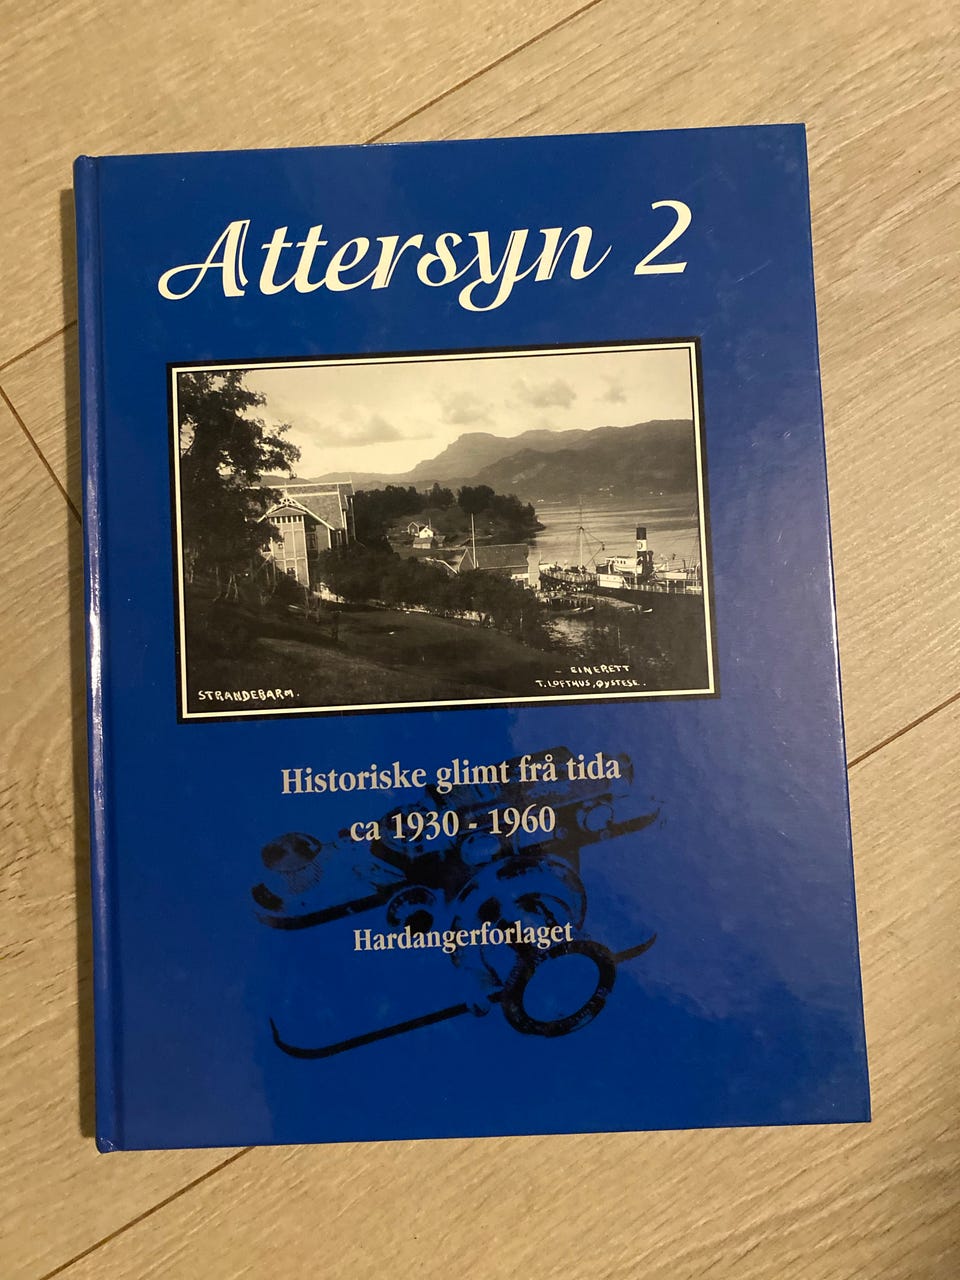 Attersyn 2
STRANDEBARM.
EINERETT
T. LOFTHUS, ØYSTESE.
Historiske glimt frå tida
ca 1930 - 1960
Hardangerforlaget